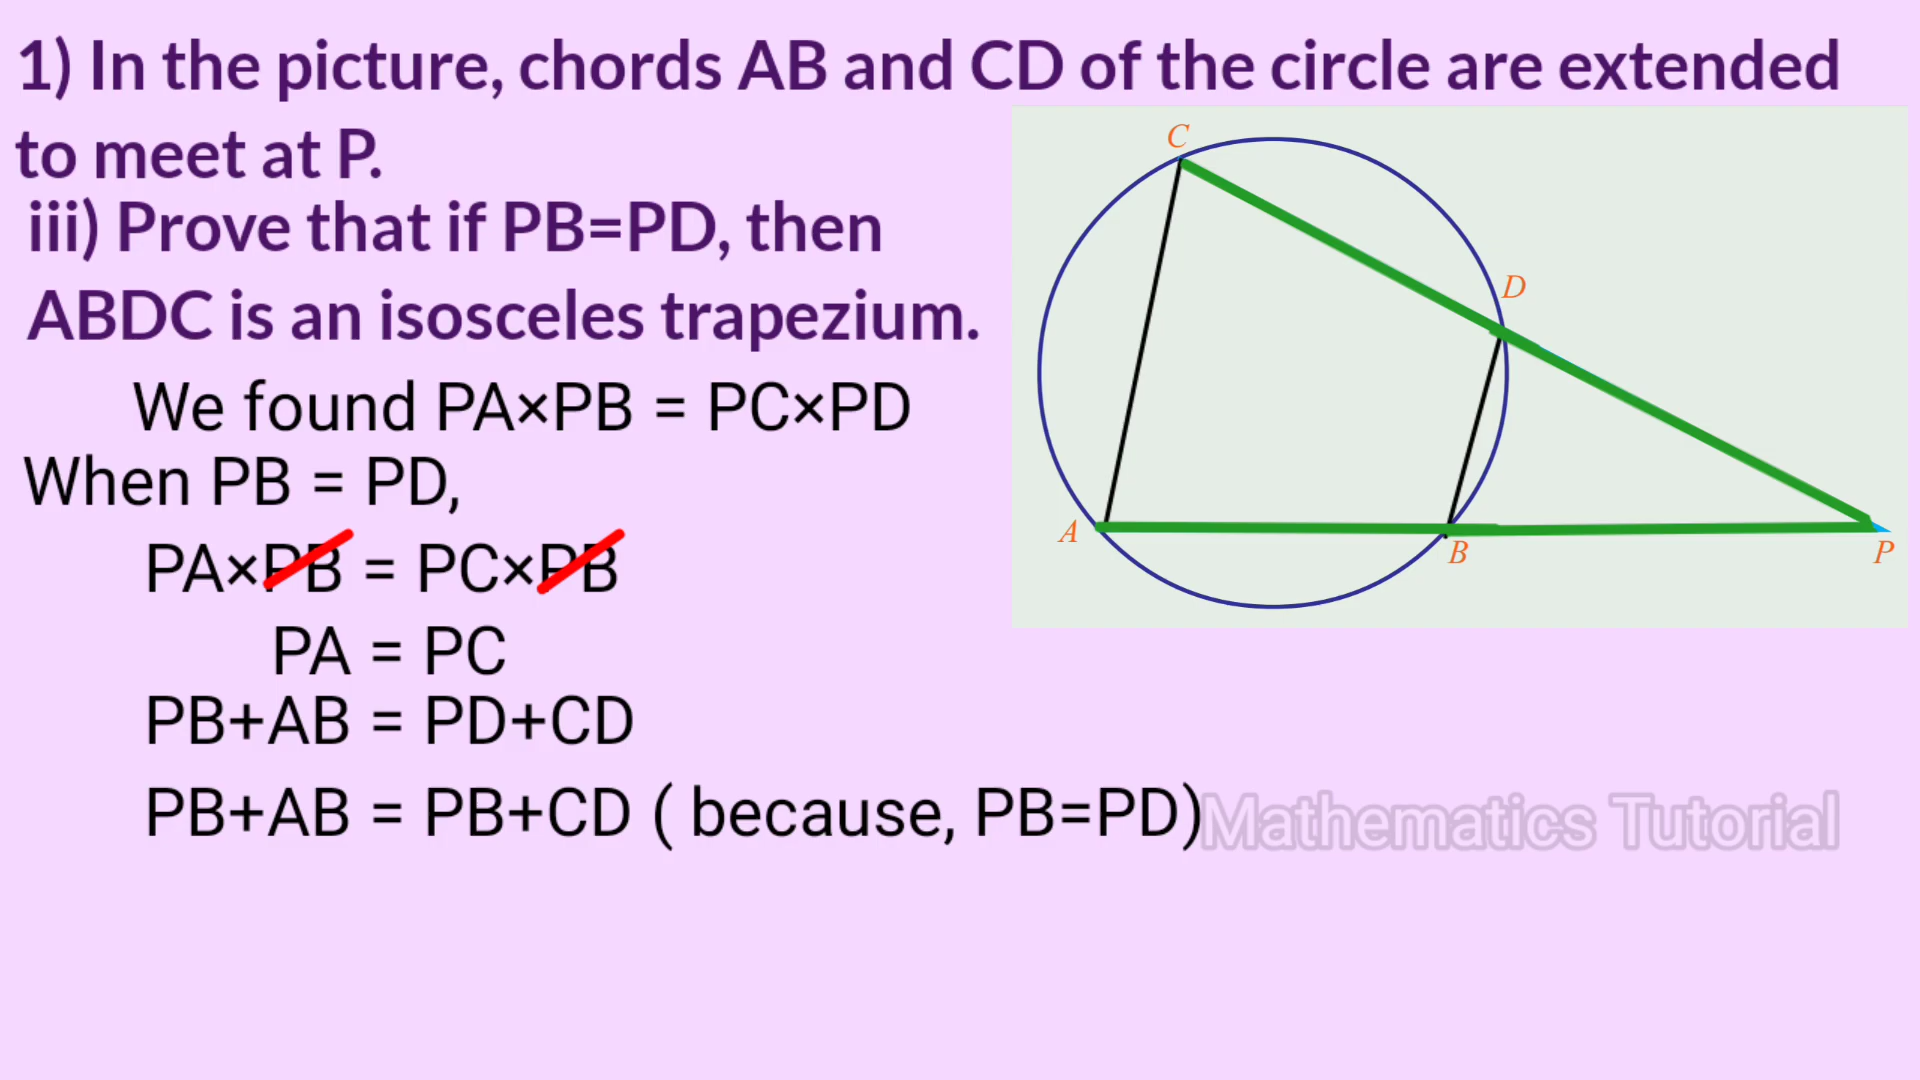 1) In the picture, chords AB and CD of the circle are extended
to meet at P.
iii) Prove that if PB=PD, then
ABDC is an isosceles trapezium.
We found PA×PB = PC×PD
When PB = PD,
PA×PB = PC×PB
PA = PC
PB+AB = PD+CD
PB+AB = PB+CD ( because, PB=PD)
Mathematics Tutorial
C
D
A
B
P